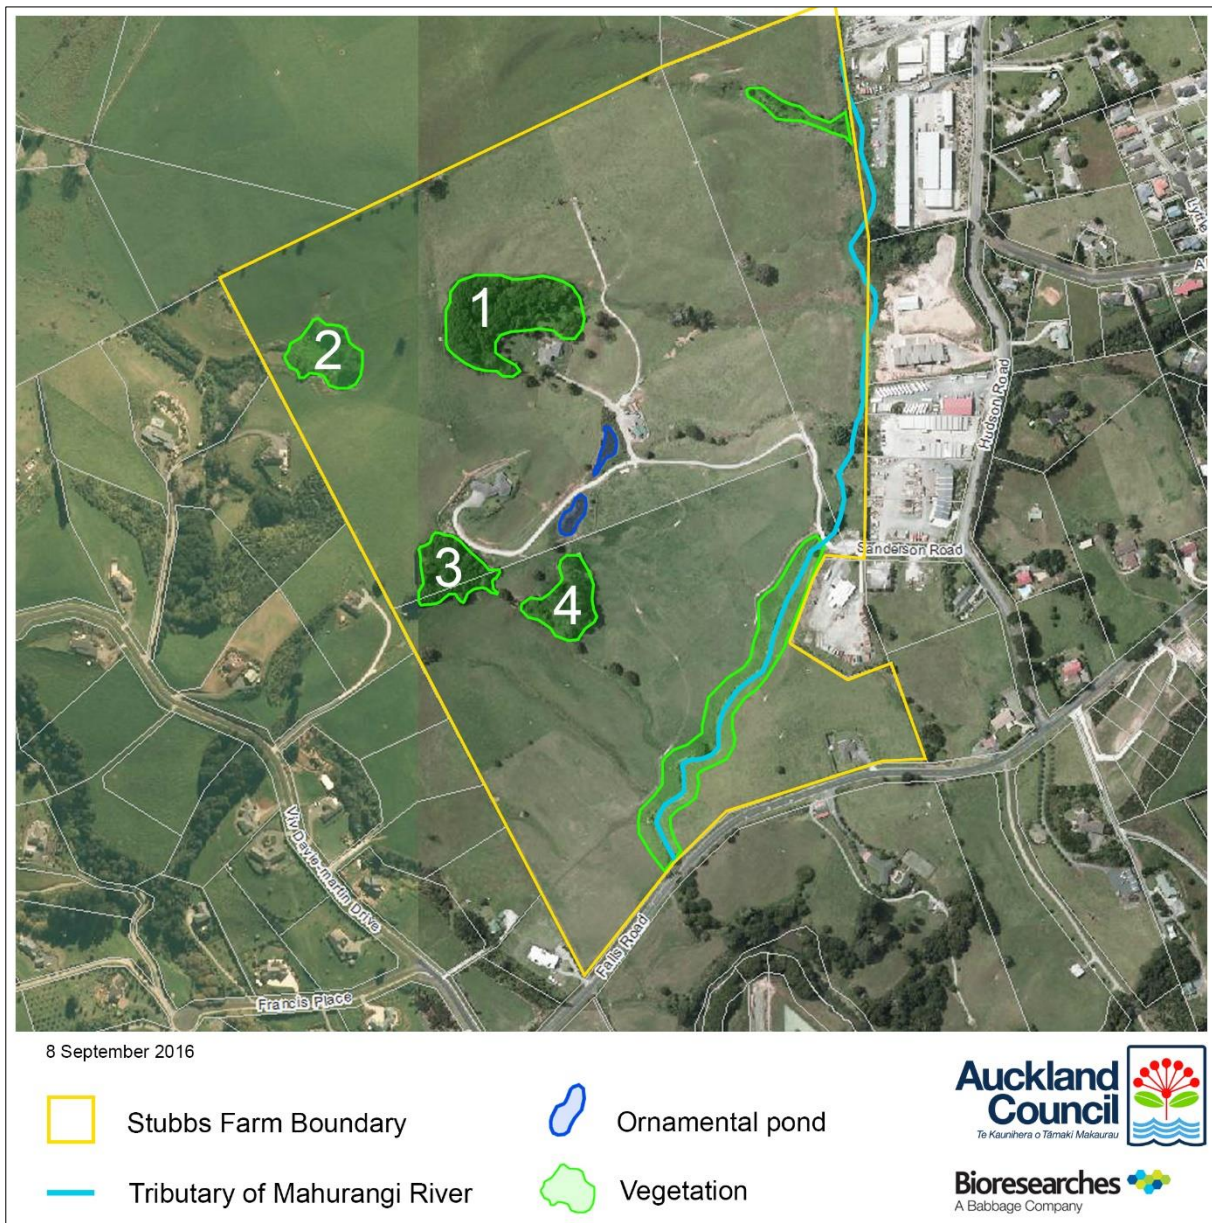 Lyttle
1
2
Hudson Road
3
Sanderson Road
4
Viv Davie-martin Drive
Falls Road
Francis Place
8 September 2016
Stubbs Farm Boundary
Ornamental pond
Tributary of Mahurangi River
Vegetation
Auckland
Council
Te Kaunihera o Tāmaki Makaurau
Bioresearches
A Babbage Company